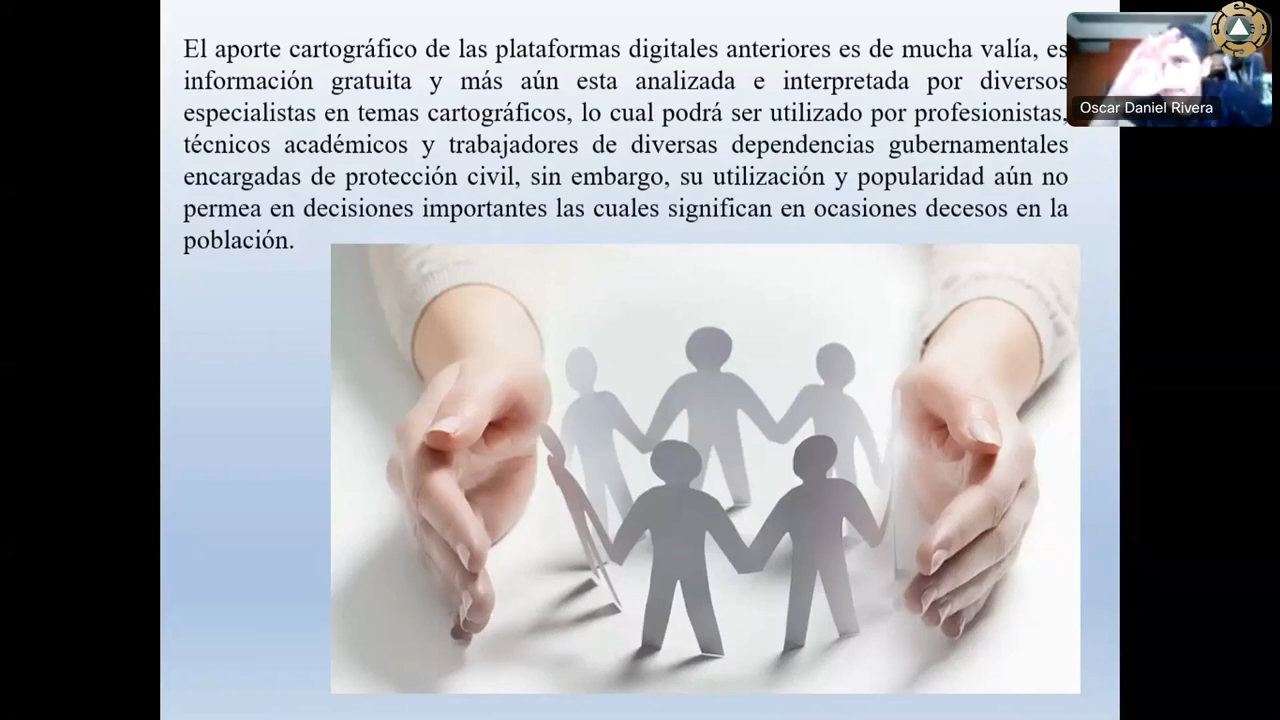 El aporte cartográfico de las plataformas digitales anteriores es de mucha valía, es
información gratuita y más aún esta analizada e interpretada por diversos
especialistas en temas cartográficos, lo cual podrá ser utilizado por profesionistas,
técnicos académicos y trabajadores de diversas dependencias gubernamentales
encargadas de protección civil, sin embargo, su utilización y popularidad aún no
permea en decisiones importantes las cuales significan en ocasiones decesos en la
población.
Oscar Daniel Rivera